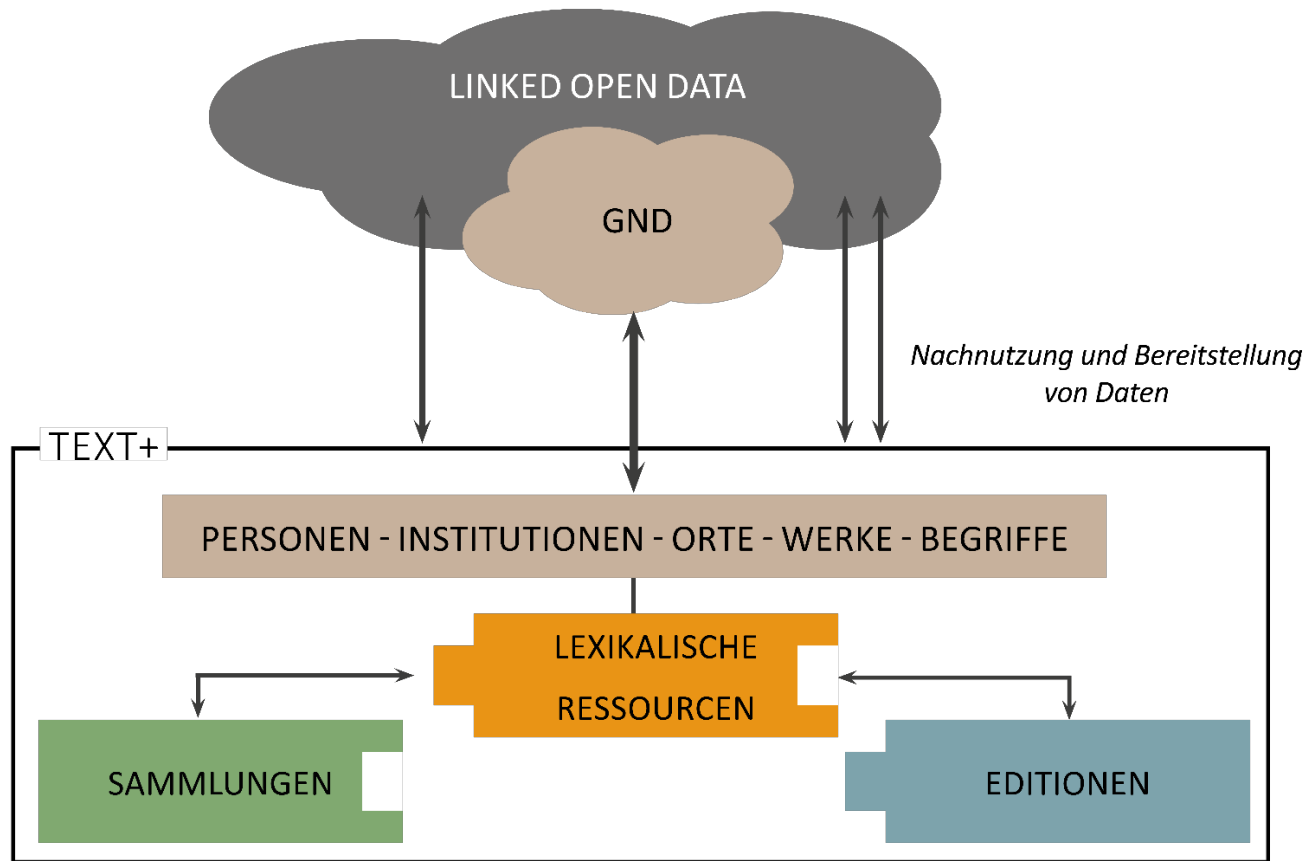 LINKED OPEN DATA
GND
Nachnutzung und Bereitstellung
von Daten
TEXT+
PERSONEN - INSTITUTIONEN - ORTE - WERKE - BEGRIFFE
LEXIKALISCHE
RESSOURCEN
SAMMLUNGEN
EDITIONEN